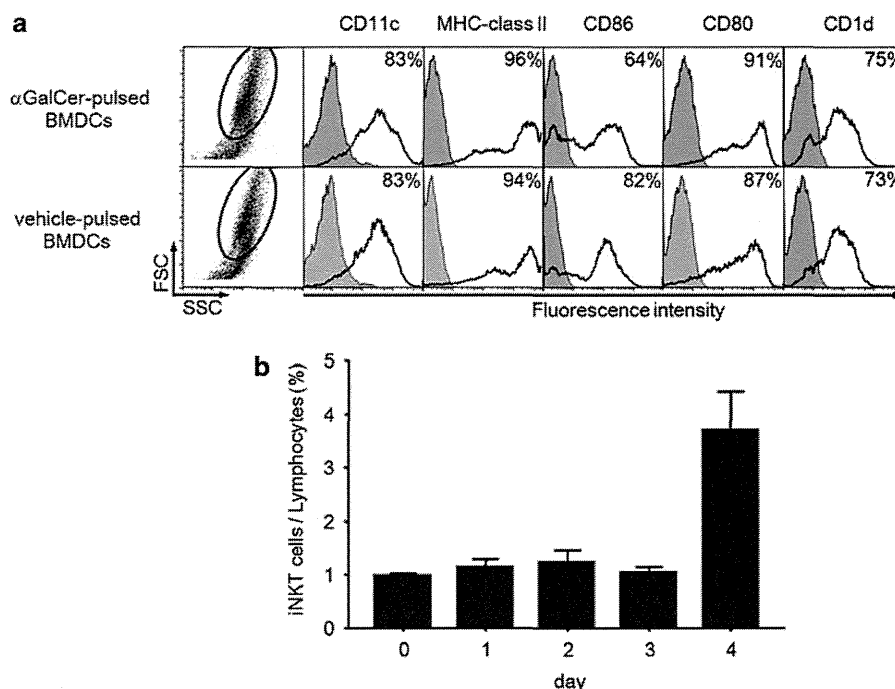 a
CD11c MHC-class II CD86 CD80 CD1d
αGalCer-pulsed
BMDCs
83% 96% 64% 91% 75%
vehicle-pulsed
BMDCs
83% 94% 82% 87% 73%
FSC
SSC
Fluorescence intensity
b
iNKT cells / Lymphocytes (%)
5
4
3
2
1
0
0 1 2 3 4
day